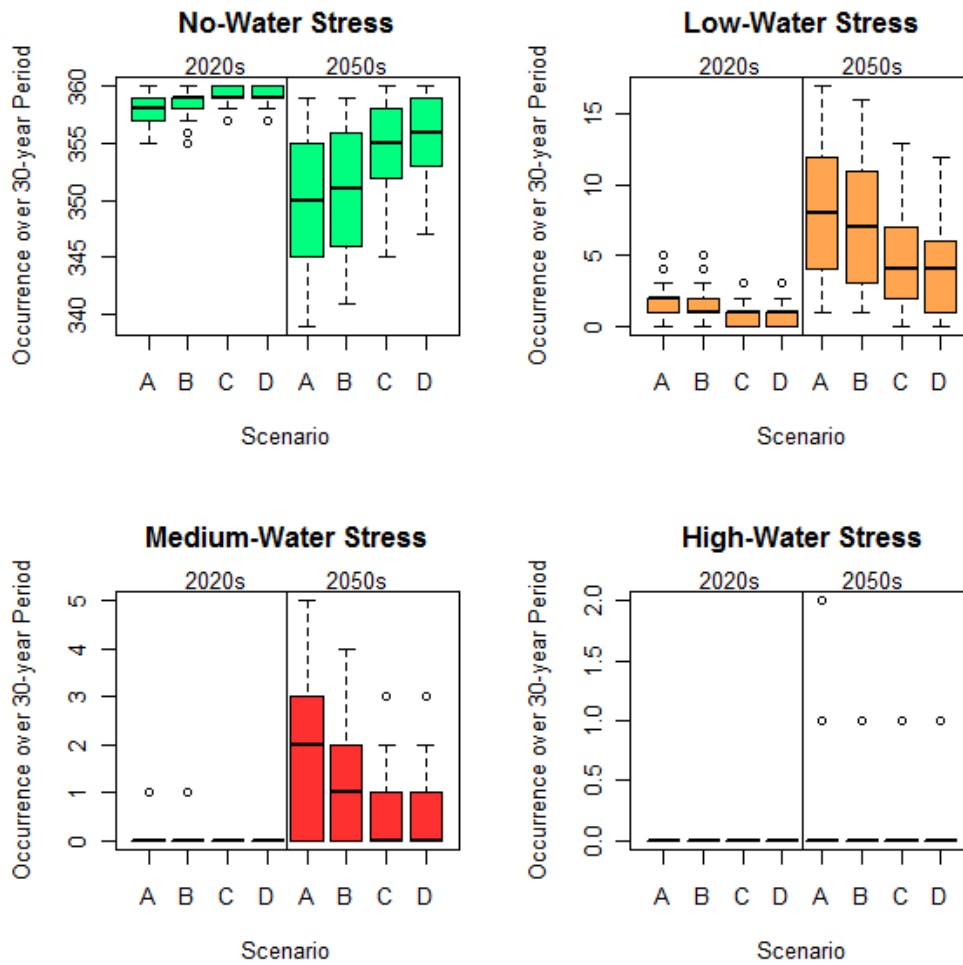 No-Water Stress
2020s 2050s
Occurrence over 30-year Period
340 345 350 355 360
A B C D A B C D
Scenario
Low-Water Stress
2020s 2050s
Occurrence over 30-year Period
0 5 10 15
A B C D A B C D
Scenario
Medium-Water Stress
2020s 2050s
Occurrence over 30-year Period
0 1 2 3 4 5
A B C D A B C D
Scenario
High-Water Stress
2020s 2050s
Occurrence over 30-year Period
0.0 0.5 1.0 1.5 2.0
A B C D A B C D
Scenario